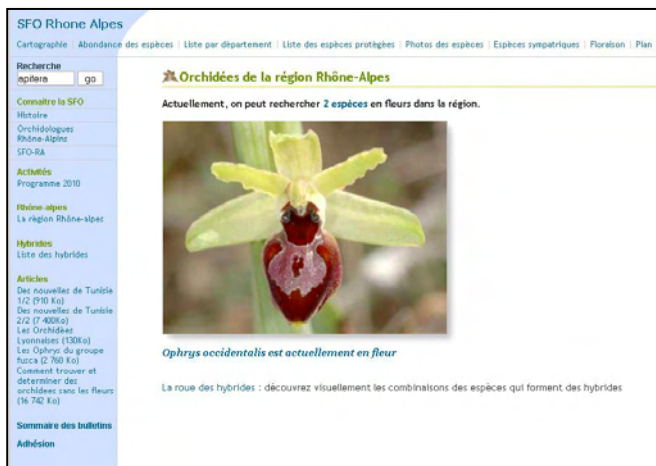 SFO Rhone Alpes
Cartographie | Abondance des espèces | Liste par département | Liste des espèces protégées | Photos des espèces | Espèces sympatriques | Floraison | Plan
Recherche
apifera go
Connaitre la SFO
Histoire
Orchidologues
Rhône-Alpins
SFO-RA
Activités
Programme 2010
Rhône-alpes
La région Rhône-alpes
Hybrides
Liste des hybrides
Articles
Des nouvelles de Tunisie
1/2 (910 Ko)
Des nouvelles de Tunisie
2/2 (7 400Ko)
Les Orchidées
Lyonnaises (130Ko)
Les Ophrys du groupe
fusca (2 760 Ko)
Comment trouver et
determiner des
orchidees sans les fleurs
(16 742 Ko)
Sommaire des bulletins
Adhésion
Orchidées de la région Rhône-Alpes
Actuellement, on peut rechercher 2 espèces en fleurs dans la région.
Ophrys occidentalis est actuellement en fleur
La roue des hybrides : découvrez visuellement les combinaisons des espèces qui forment des hybrides